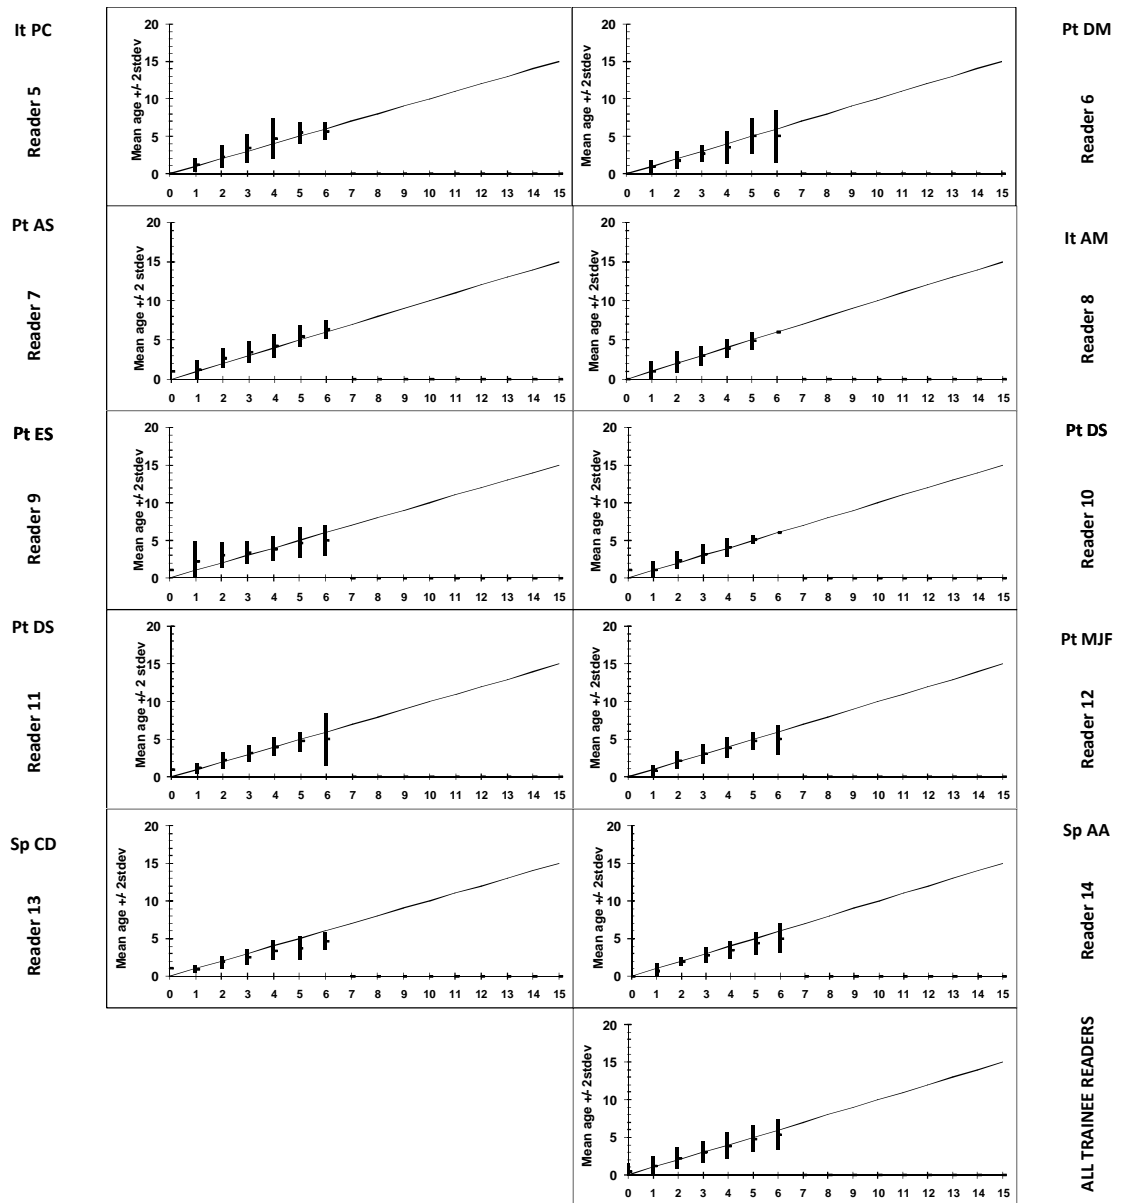 It PC
Reader 5
Mean age +/- 2stdev
20
15
10
5
0
0 1 2 3 4 5 6 7 8 9 10 11 12 13 14 15
Mean age +/- 2stdev
20
15
10
5
0
0 1 2 3 4 5 6 7 8 9 10 11 12 13 14 15
Pt DM
Reader 6
Pt AS
Reader 7
Mean age +/- 2 stdev
20
15
10
5
0
0 1 2 3 4 5 6 7 8 9 10 11 12 13 14 15
Mean age +/- 2stdev
20
15
10
5
0
0 1 2 3 4 5 6 7 8 9 10 11 12 13 14 15
It AM
Reader 8
Pt ES
Reader 9
Mean age +/- 2stdev
20
15
10
5
0
0 1 2 3 4 5 6 7 8 9 10 11 12 13 14 15
Mean age +/- 2stdev
20
15
10
5
0
0 1 2 3 4 5 6 7 8 9 10 11 12 13 14 15
Pt DS
Reader 10
Pt DS
Reader 11
Mean age +/- 2 stdev
20
15
10
5
0
0 1 2 3 4 5 6 7 8 9 10 11 12 13 14 15
Mean age +/- 2stdev
20
15
10
5
0
0 1 2 3 4 5 6 7 8 9 10 11 12 13 14 15
Pt MJF
Reader 12
Sp CD
Reader 13
Mean age +/- 2stdev
20
15
10
5
0
0 1 2 3 4 5 6 7 8 9 10 11 12 13 14 15
Mean age +/- 2stdev
20
15
10
5
0
0 1 2 3 4 5 6 7 8 9 10 11 12 13 14 15
Sp AA
Reader 14
Mean age +/- 2stdev
20
15
10
5
0
0 1 2 3 4 5 6 7 8 9 10 11 12 13 14 15
ALL TRAINEE READERS